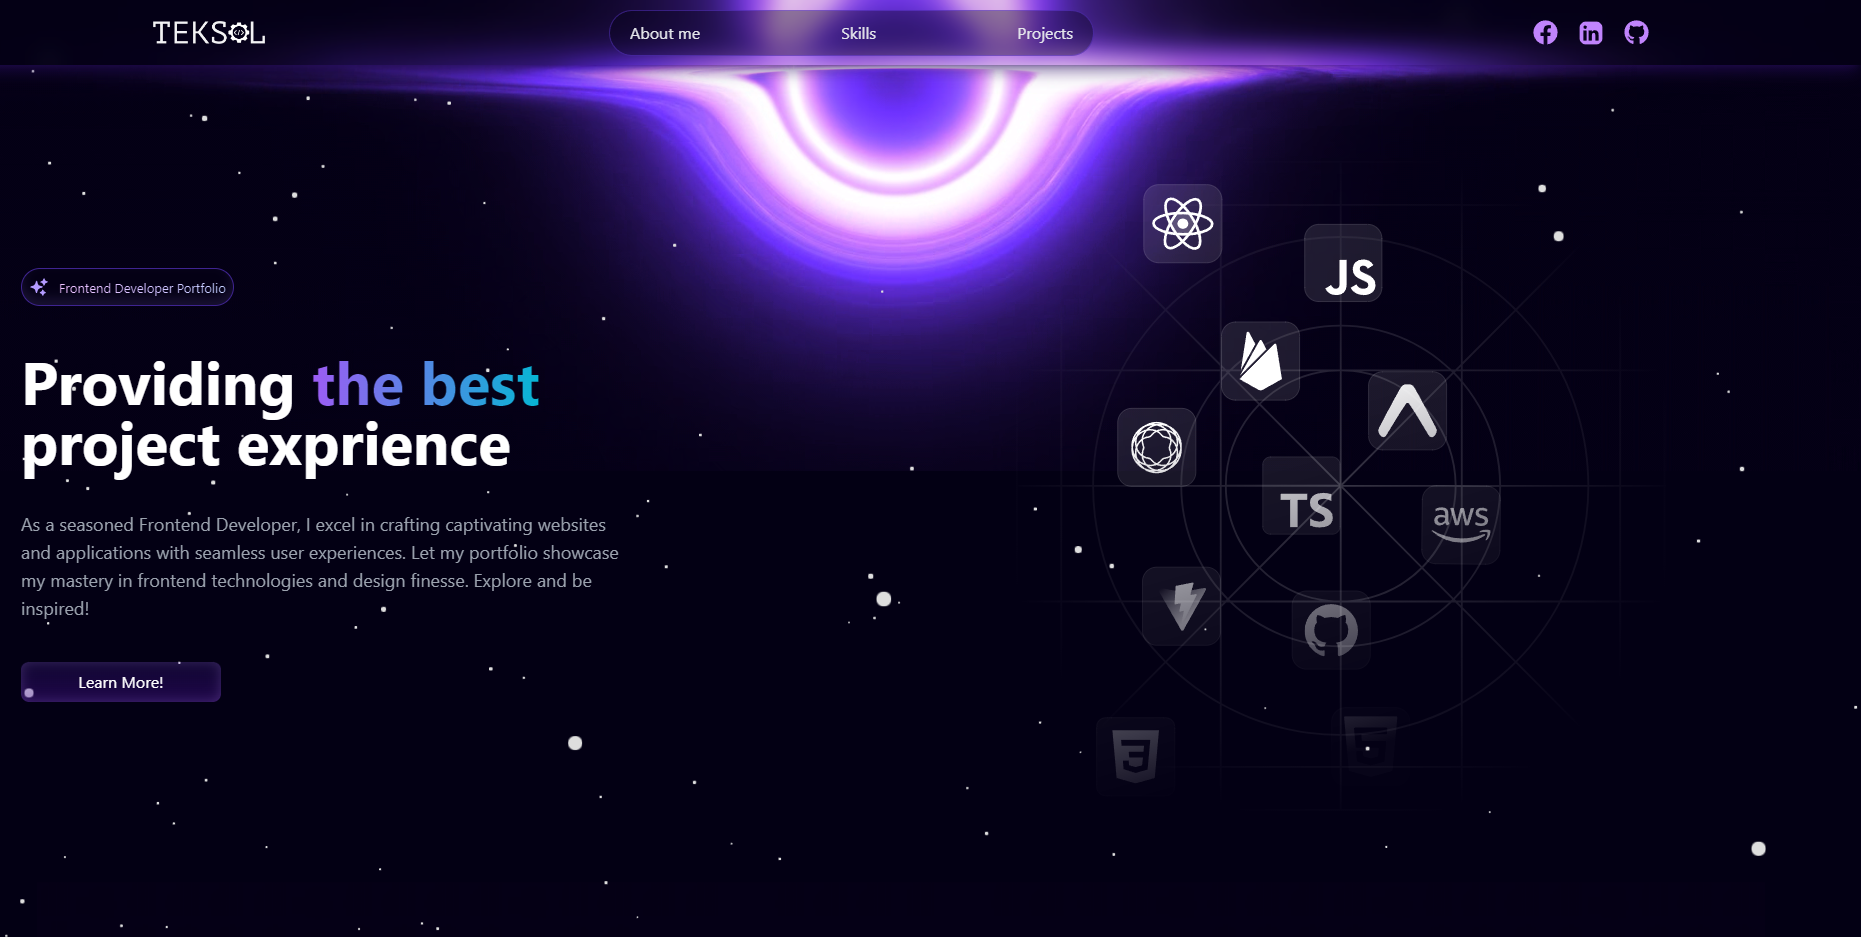 TEKSOL
About me
Skills
Projects
Frontend Developer Portfolio
Providing the best
project exprience
As a seasoned Frontend Developer, I excel in crafting captivating websites
and applications with seamless user experiences. Let my portfolio showcase
my mastery in frontend technologies and design finesse. Explore and be
inspired!
Learn More!
JS
TS
aws
3
5